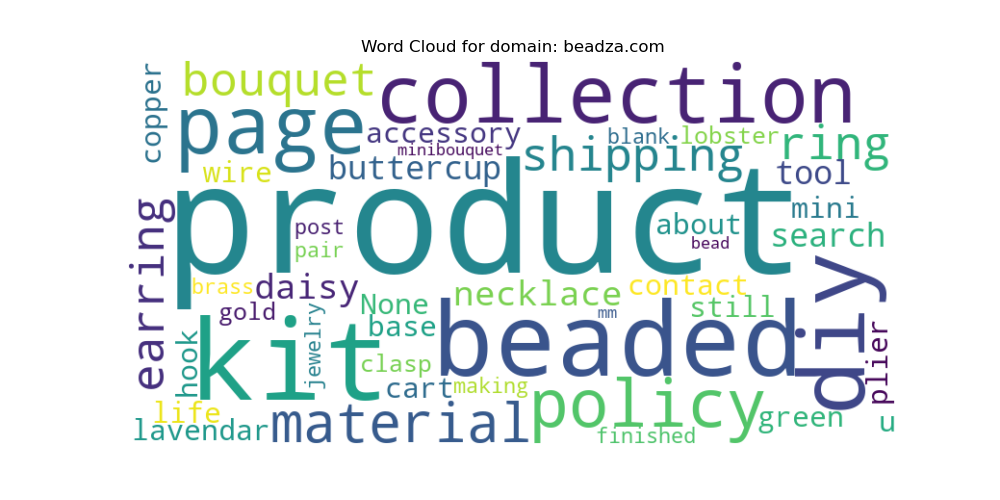 Word Cloud for domain: beadza.com
copper
bouquet
collection
page
accessory
minibouquet
blank
lobster
ring
wire
buttercup
shipping
tool
product
earring
post
pair
about
bead
mini
search
brass
daisy
gold
None
necklace
mm
contact
still
diy
hook
kit
jewelry
base
clasp
cart
making
beaded
plier
life
lavendar
material
policy
finished
green
u